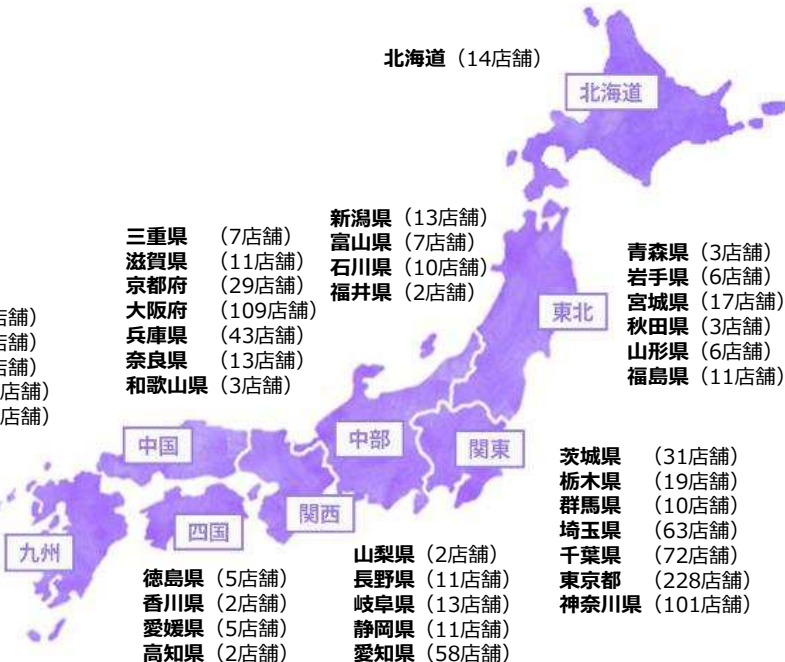 北海道（14店舗）
北海道
新潟県（13店舗）
富山県（7店舗）
石川県（10店舗）
福井県（2店舗）
三重県（7店舗）
滋賀県（11店舗）
京都府（29店舗）
大阪府（109店舗）
兵庫県（43店舗）
奈良県（13店舗）
和歌山県（3店舗）
青森県（3店舗）
岩手県（6店舗）
宮城県（17店舗）
秋田県（3店舗）
山形県（6店舗）
福島県（11店舗）
東北
店舗）
店舗）
店舗）
店舗）
店舗）
中国
中部
関東
関西
四国
九州
茨城県（31店舗）
栃木県（19店舗）
群馬県（10店舗）
埼玉県（63店舗）
千葉県（72店舗）
東京都（228店舗）
神奈川県（101店舗）
山梨県（2店舗）
長野県（11店舗）
岐阜県（13店舗）
静岡県（11店舗）
愛知県（58店舗）
徳島県（5店舗）
香川県（2店舗）
愛媛県（5店舗）
高知県（2店舗）